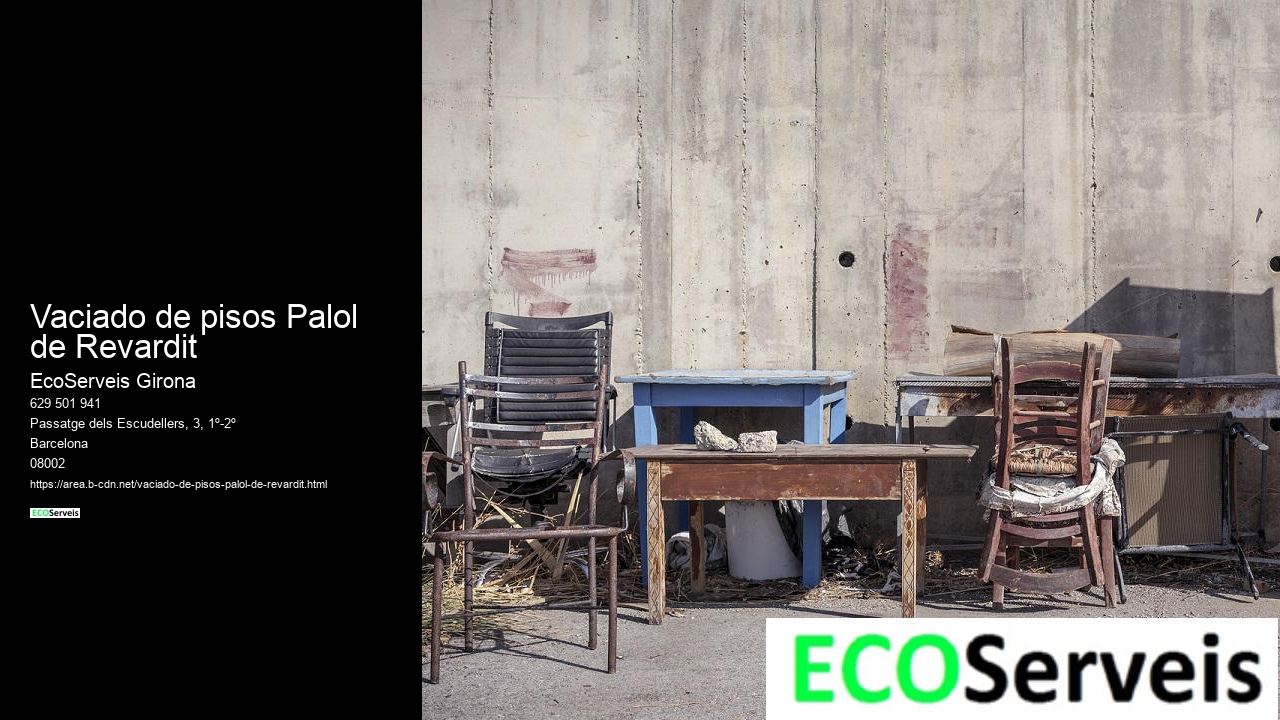 Vaciado de pisos Palol
de Revardit
EcoServeis Girona
629 501 941
Passatge dels Escudellers, 3, 1º-2º
Barcelona
08002
https://area.b-cdn.net/vaciado-de-pisos-palol-de-revardit.html
ECOServeis
ECOServeis